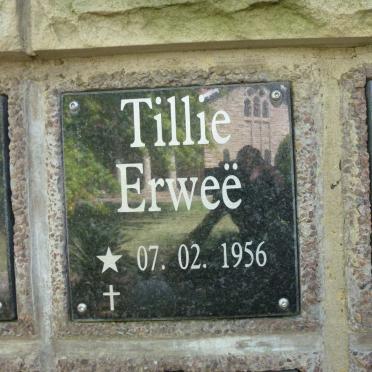 Tillie
Erweë
★ 07. 02. 1956
✝